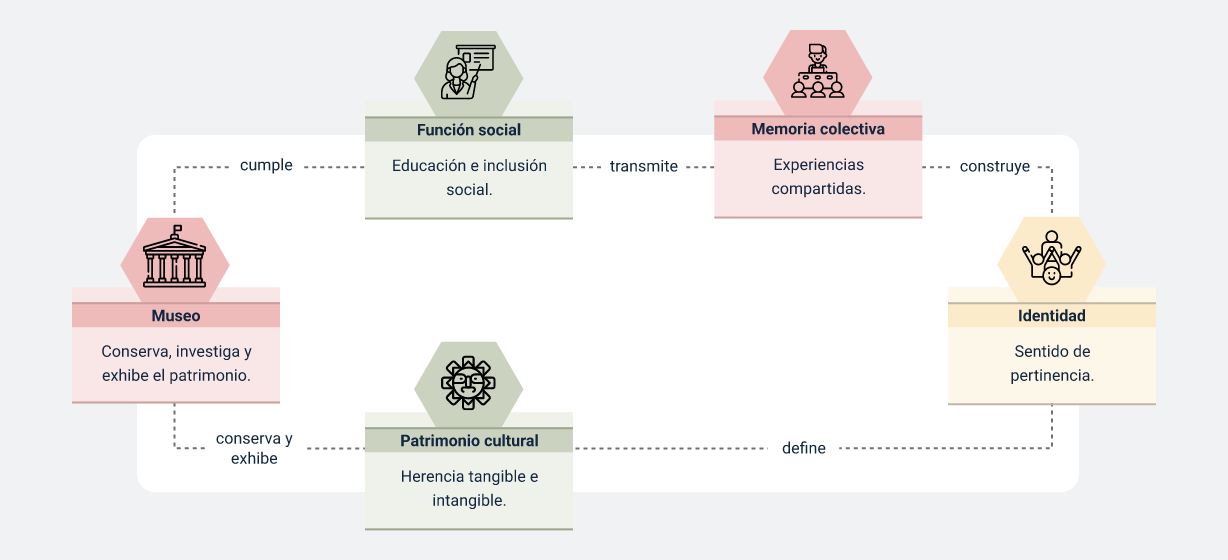 Función social
Educación e inclusión
social.
Memoria colectiva
Experiencias
compartidas.
cumple
transmite
construye
Museo
Conserva, investiga y
exhibe el patrimonio.
Identidad
Sentido de
pertinencia.
conserva y
exhibe
Patrimonio cultural
Herencia tangible e
intangible.
define